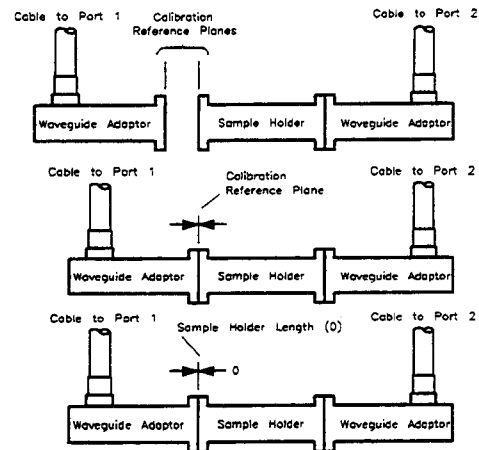 Cable to Port 1
Calibration
Reference Planes
Cable to Port 2
Waveguide Adaptor
Sample Holder
Waveguide Adaptor
Cable to Port 1
Calibration
Reference Plane
Cable to Port 2
Waveguide Adaptor
Sample Holder
Waveguide Adaptor
Cable to Port 1
Sample Holder Length (0)
Cable to Port 2
0
Waveguide Adaptor
Sample Holder
Waveguide Adaptor